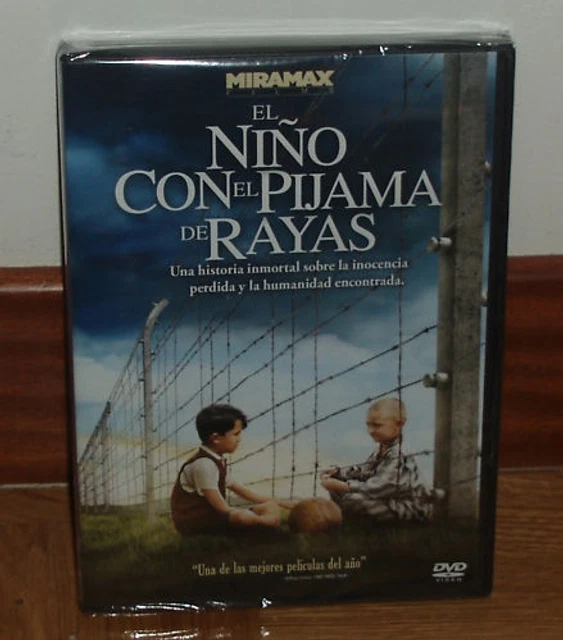 MIRAMAX
EL
NIÑO
CON EL PIJAMA
DE RAYAS
Una historia inmortal sobre la inocencia
perdida y la humanidad encontrada.
"Una de las mejores películas del año"
DVD
VIDEO